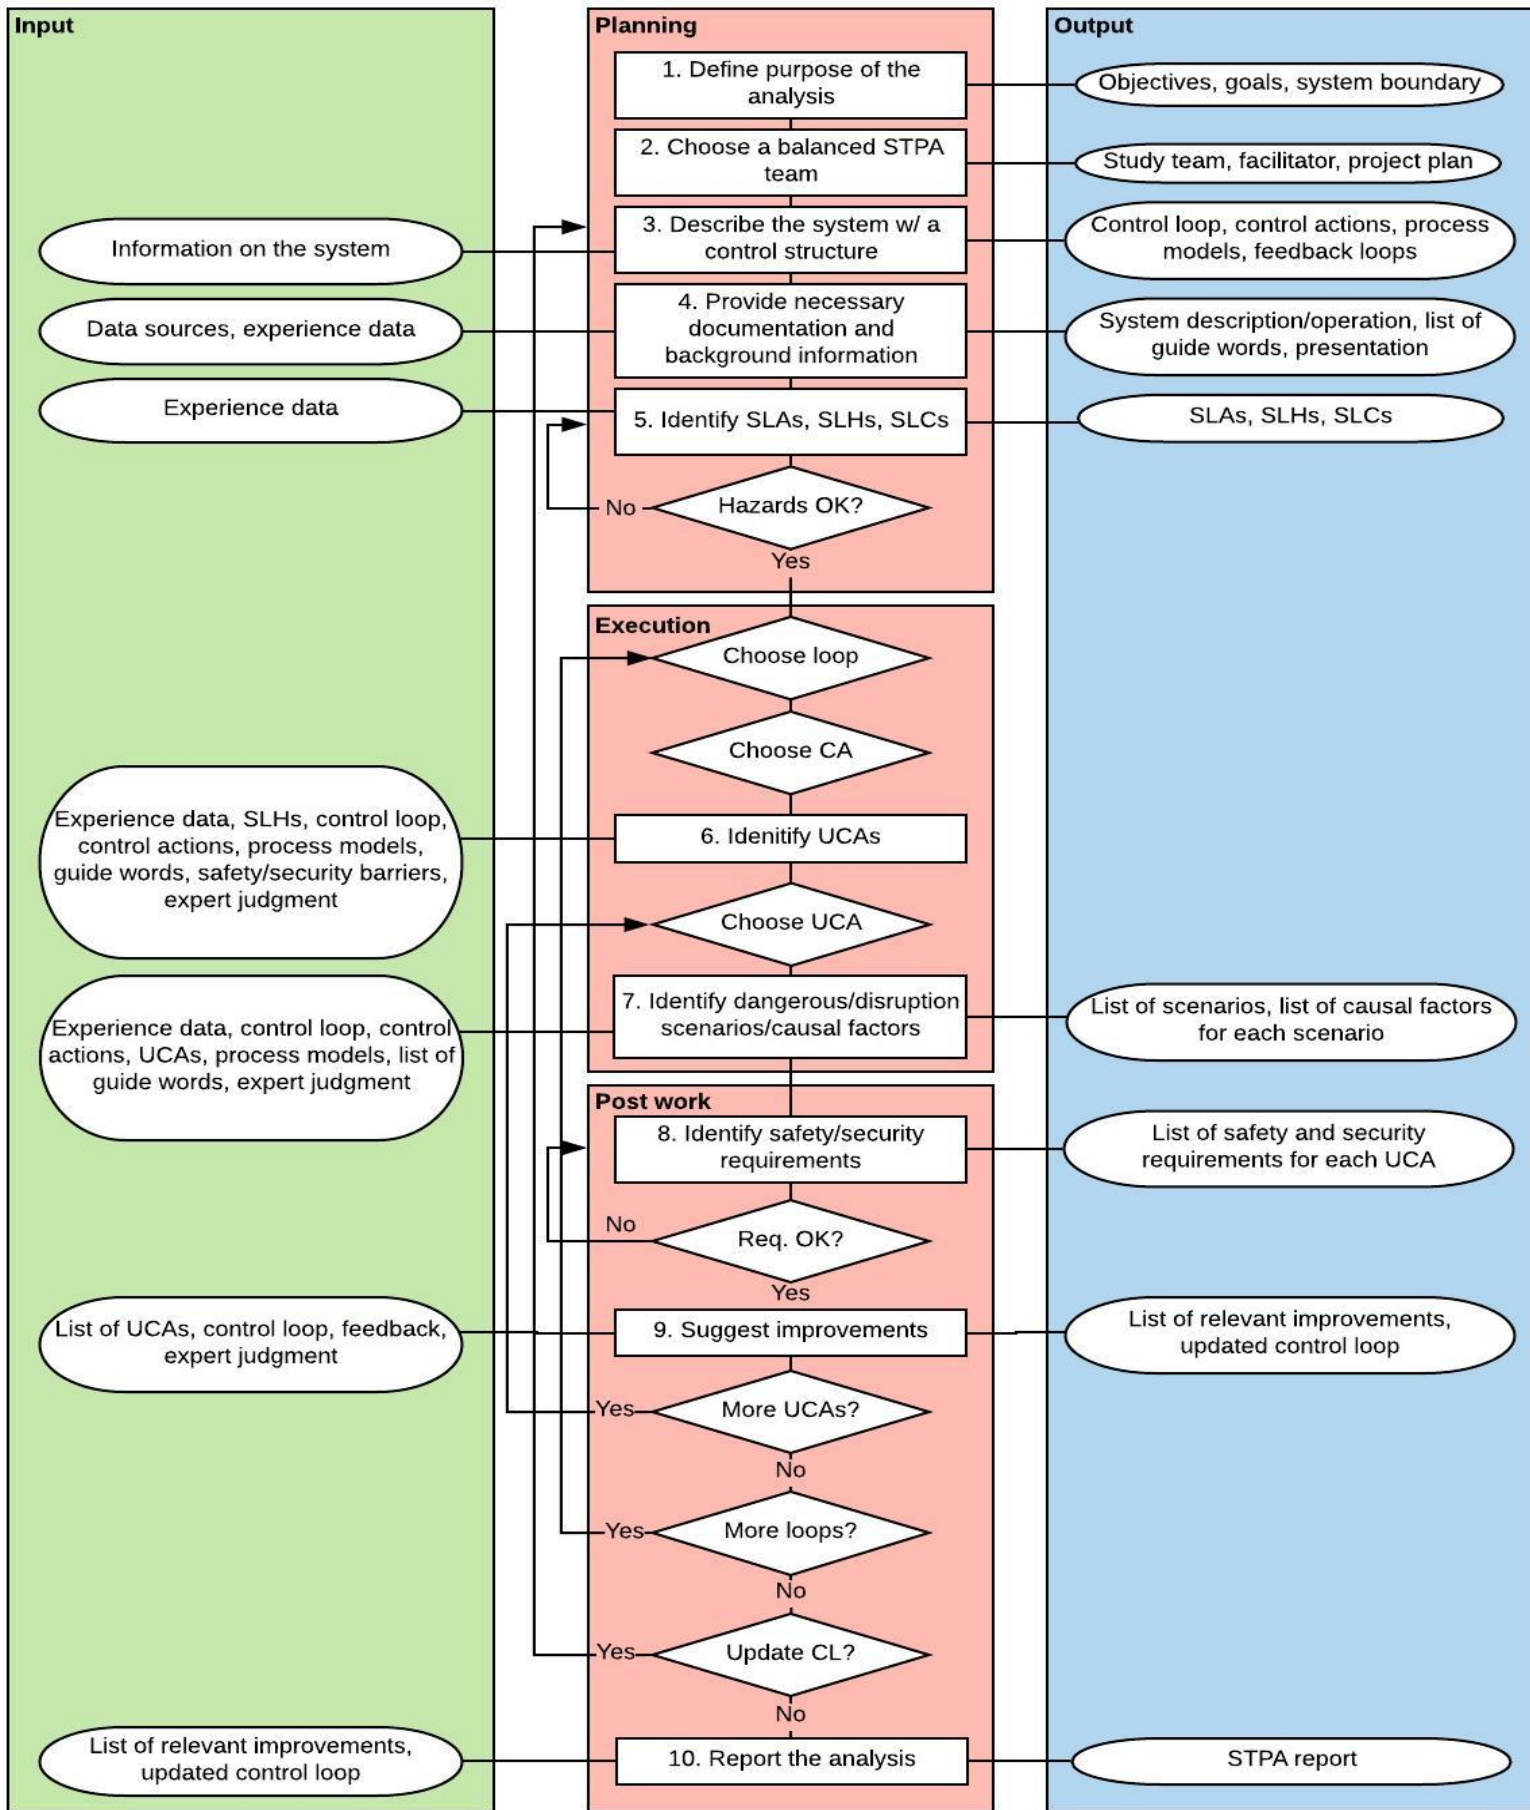 Input
Planning
Output
1. Define purpose of the
analysis
Objectives, goals, system boundary
2. Choose a balanced STPA
team
Study team, facilitator, project plan
Information on the system
3. Describe the system w/ a
control structure
Control loop, control actions, process
models, feedback loops
Data sources, experience data
4. Provide necessary
documentation and
background information
System description/operation, list of
guide words, presentation
Experience data
5. Identify SLAs, SLHs, SLCs
SLAs, SLHs, SLCs
No
Hazards OK?
Yes
Execution
Choose loop
Choose CA
Experience data, SLHs, control loop,
control actions, process models,
guide words, safety/security barriers,
expert judgment
6. Idenitify UCAs
Choose UCA
Experience data, control loop, control
actions, UCAs, process models, list of
guide words, expert judgment
7. Identify dangerous/disruption
scenarios/causal factors
List of scenarios, list of causal factors
for each scenario
Post work
8. Identify safety/security
requirements
List of safety and security
requirements for each UCA
No
Req. OK?
Yes
List of UCAs, control loop, feedback,
expert judgment
9. Suggest improvements
List of relevant improvements,
updated control loop
Yes
More UCAs?
No
Yes
More loops?
No
Yes
Update CL?
No
List of relevant improvements,
updated control loop
10. Report the analysis
STPA report